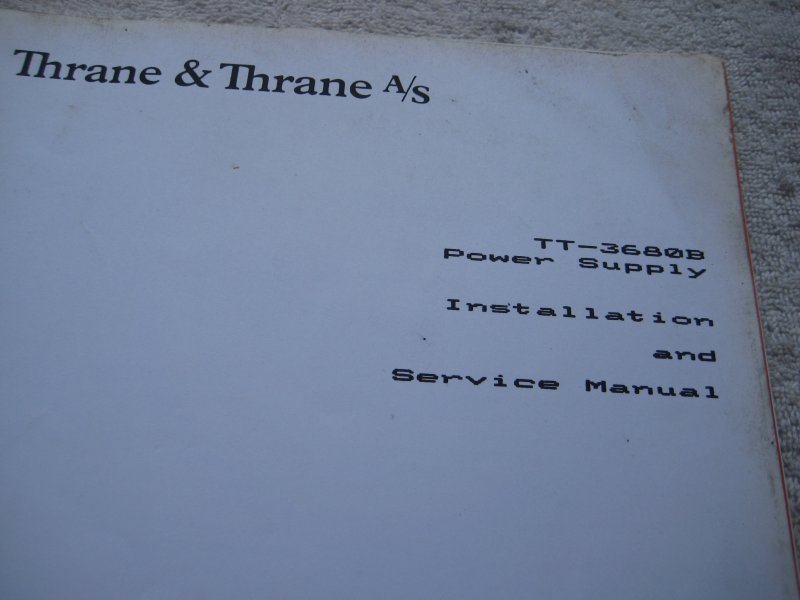 Thrane & Thrane A/s
TT-3680B
Power Supply
Installation
and
Service Manual